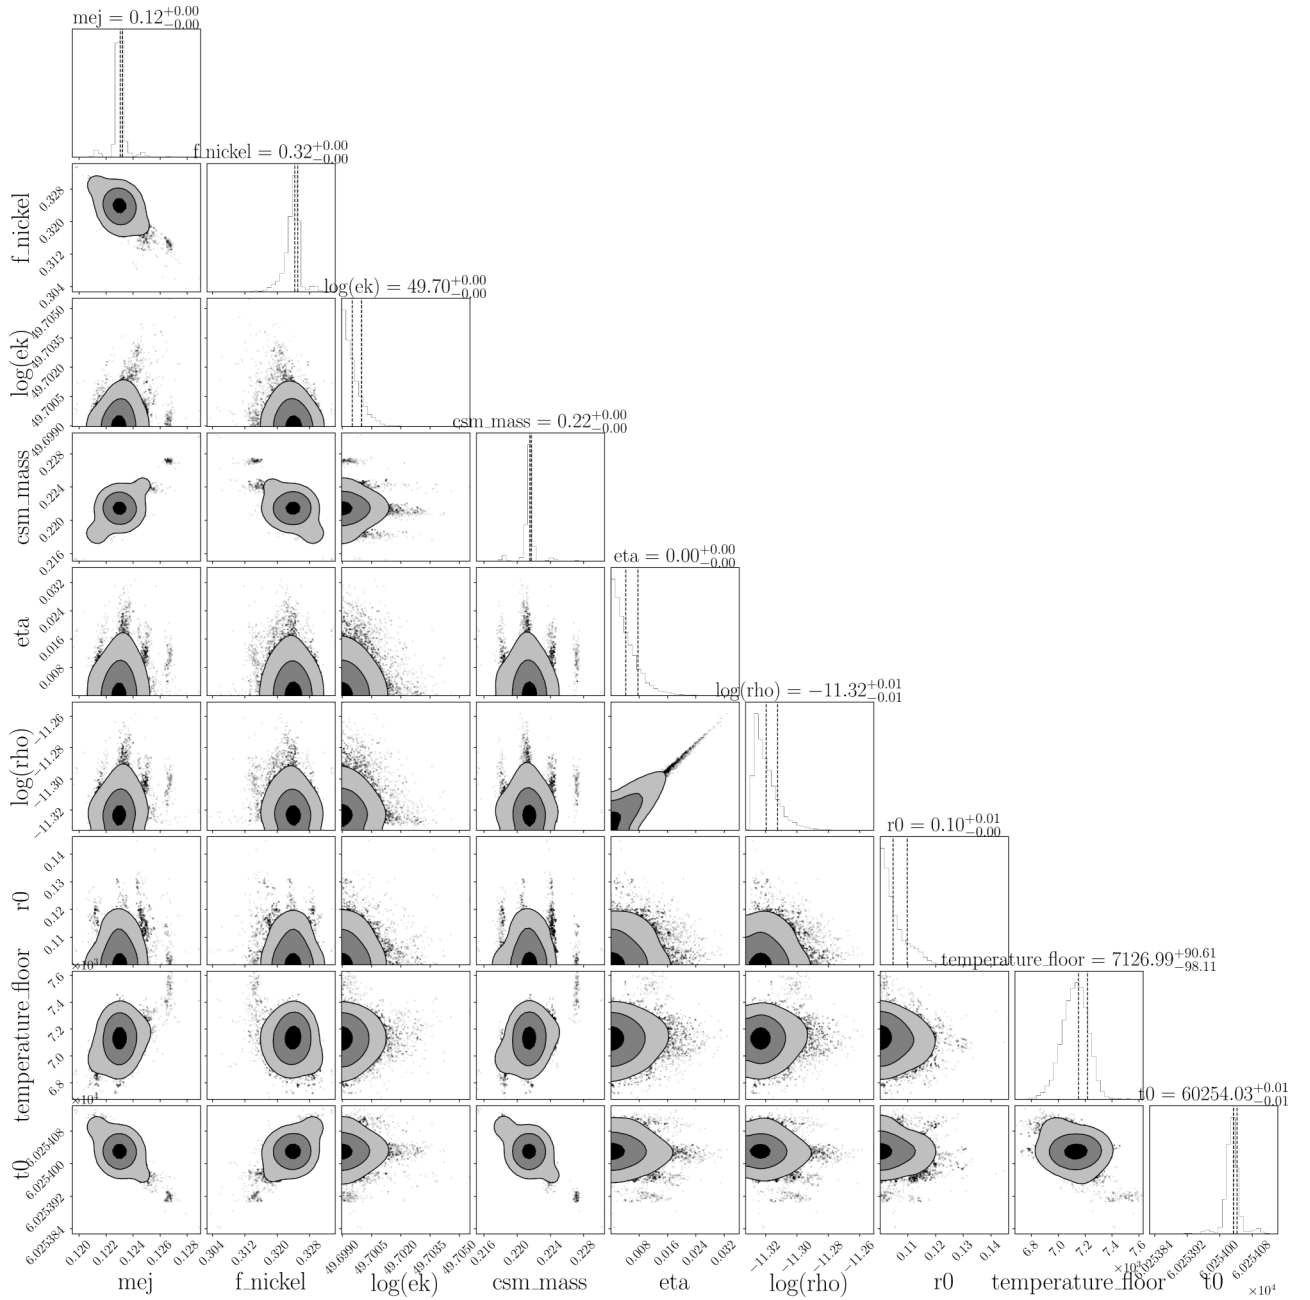 mej = 0.12+0.00 −0.00
f_nickel = 0.32+0.00 −0.00
f_nickel
0.328
0.320
0.312
0.304
log(ek) = 49.70+0.00 −0.00
log(ek)
49.7050
49.7035
49.7020
49.7005
49.6990
csm_mass = 0.22+0.00 −0.00
csm_mass
0.228
0.224
0.220
0.216
eta = 0.00+0.00 −0.00
eta
0.032
0.024
0.016
0.008
log(rho) = −11.32+0.01 −0.01
log(rho)
−11.26
−11.28
−11.30
−11.32
r0 = 0.10+0.01 −0.00
r0
0.14
0.13
0.12
0.11
temperature_floor = 7126.99+90.61 −98.11
temperature_floor
×10³
7.6
7.4
7.2
7.0
6.8
t0 = 60254.03+0.01 −0.01
t0
×10⁴
6.025408
6.025400
6.025392
6.025384
0.120 0.122 0.124 0.126 0.128
0.304 0.312 0.320 0.328
49.6990 49.7005 49.7020 49.7035 49.7050
0.216 0.220 0.224 0.228
0.008 0.016 0.024 0.032
−11.32 −11.30 −11.28 −11.26
0.11 0.12 0.13 0.14
6.8 7.0 7.2 7.4 7.6
×10³
6.025384 6.025392 6.025400 6.025408
×10⁴
mej f_nickel log(ek) csm_mass eta log(rho) r0 temperature_floor t0